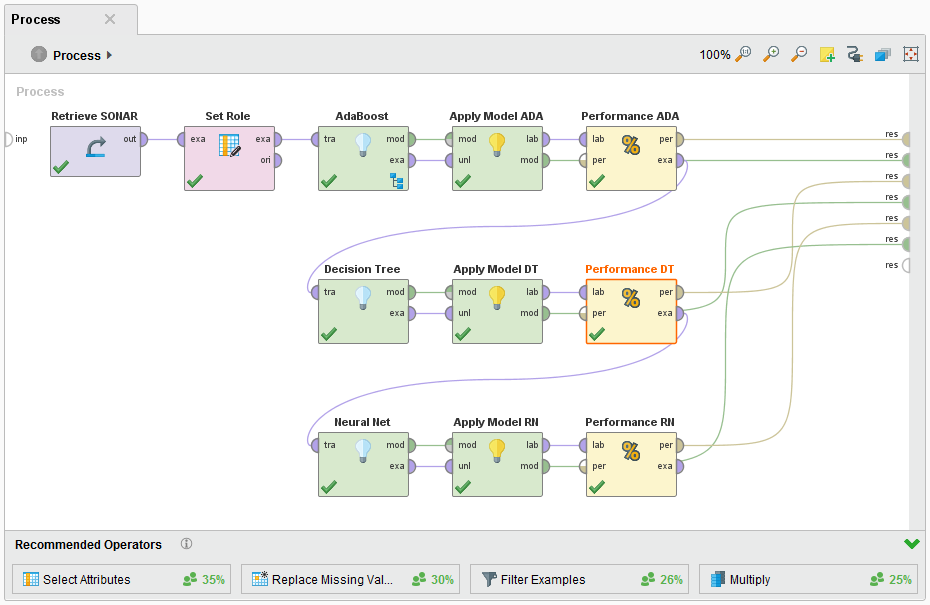 Process
Process
100%
Process
inp
Retrieve SONAR
out
Set Role
exa exa
ori
AdaBoost
tra mod
exa
Apply Model ADA
mod lab
unl mod
Performance ADA
lab per
per exa
res
res
res
res
res
res
res
Decision Tree
tra mod
exa
Apply Model DT
mod lab
unl mod
Performance DT
lab per
per exa
Neural Net
tra mod
exa
Apply Model RN
mod lab
unl mod
Performance RN
lab per
per exa
Recommended Operators
Select Attributes 35%
Replace Missing Val... 30%
Filter Examples 26%
Multiply 25%